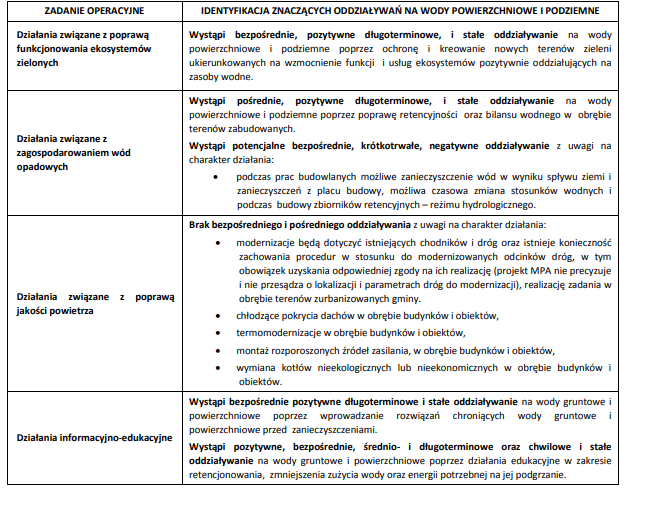 ZADANIE OPERACYJNE
IDENTYFIKACJA ZNACZĄCYCH ODDZIAŁYWAŃ NA WODY POWIERZCHNIOWE I PODZIEMNE
Działania związane z poprawą
funkcjonowania ekosystemów
zielonych
Wystąpi bezpośrednie, pozytywne długoterminowe, i stałe oddziaływanie na wody
powierzchniowe i podziemne poprzez ochronę i kreowanie nowych terenów zieleni
ukierunkowanych na wzmocnienie funkcji i usług ekosystemów pozytywnie oddziałujących na
zasoby wodne.
Działania związane z
zagospodarowaniem wód
opadowych
Wystąpi pośrednie, pozytywne długoterminowe, i stałe oddziaływanie na wody
powierzchniowe i podziemne poprzez poprawę retencyjności oraz bilansu wodnego w obrębie
terenów zabudowanych.
Wystąpi potencjalne bezpośrednie, krótkotrwałe, negatywne oddziaływanie z uwagi na
charakter działania:
• podczas prac budowlanych możliwe zanieczyszczenie wód w wyniku spływu ziemi i
zanieczyszczeń z placu budowy, możliwa czasowa zmiana stosunków wodnych i
podczas budowy zbiorników retencyjnych – reżimu hydrologicznego.
Działania związane z poprawą
jakości powietrza
Brak bezpośredniego i pośredniego oddziaływania z uwagi na charakter działania:
• modernizacje będą dotyczyć istniejących chodników i dróg oraz istnieje konieczność
zachowania procedur w stosunku do modernizowanych odcinków dróg, w tym
obowiązek uzyskania odpowiedniej zgody na ich realizację (projekt MPA nie precyzuje
i nie przesądza o lokalizacji i parametrach dróg do modernizacji), realizację zadania w
obrębie terenów zurbanizowanych gminy.
• chłodzące pokrycia dachów w obrębie budynków i obiektów,
• termomodernizacje w obrębie budynków i obiektów,
• montaż rozporoszonych źródeł zasilania, w obrębie budynków i obiektów,
• wymiana kotłów nieekologicznych lub nieekonomicznych w obrębie budynków i
obiektów.
Działania informacyjno-edukacyjne
Wystąpi bezpośrednie pozytywne długoterminowe i stałe oddziaływanie na wody gruntowe i
powierzchniowe poprzez wprowadzanie rozwiązań chroniących wody gruntowe i
powierzchniowe przed zanieczyszczeniami.
Wystąpi pozytywne, bezpośrednie, średnio- i długoterminowe oraz chwilowe i stałe
oddziaływanie na wody gruntowe i powierzchniowe poprzez działania edukacyjne w zakresie
retencjonowania, zmniejszenia zużycia wody oraz energii potrzebnej na jej podgrzanie.